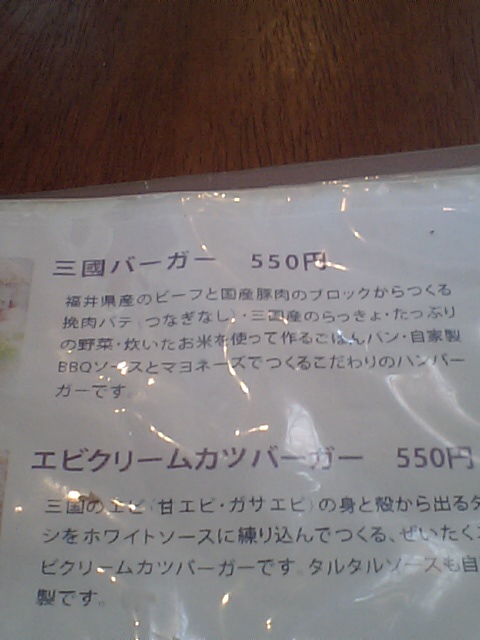 三國バーガー 550円
福井県産のビーフと国産豚肉のブロックからつくる
挽肉パテ(つなぎなし)・三国産のらっきょ・たっぷり
の野菜・炊いたお米を使って作るごはんパン・自家製
BBQソースとマヨネーズでつくるこだわりのハンバー
ガーです。
エビクリームカツバーガー 550円
三国のエビ(甘エビ・ガサエビ)の身と殻から出るダ
シをホワイトソースに練り込んでつくる、ぜいたくエ
ビクリームカツバーガーです。タルタルソースも自
製です。